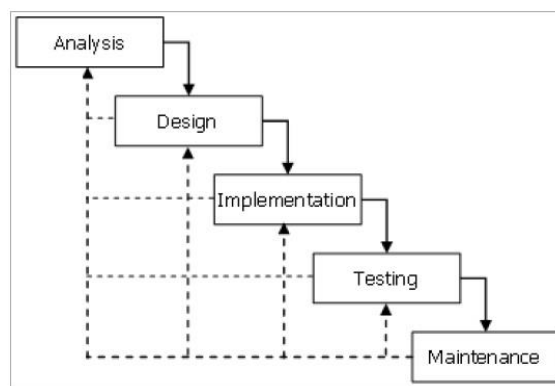 Analysis
Design
Implementation
Testing
Maintenance